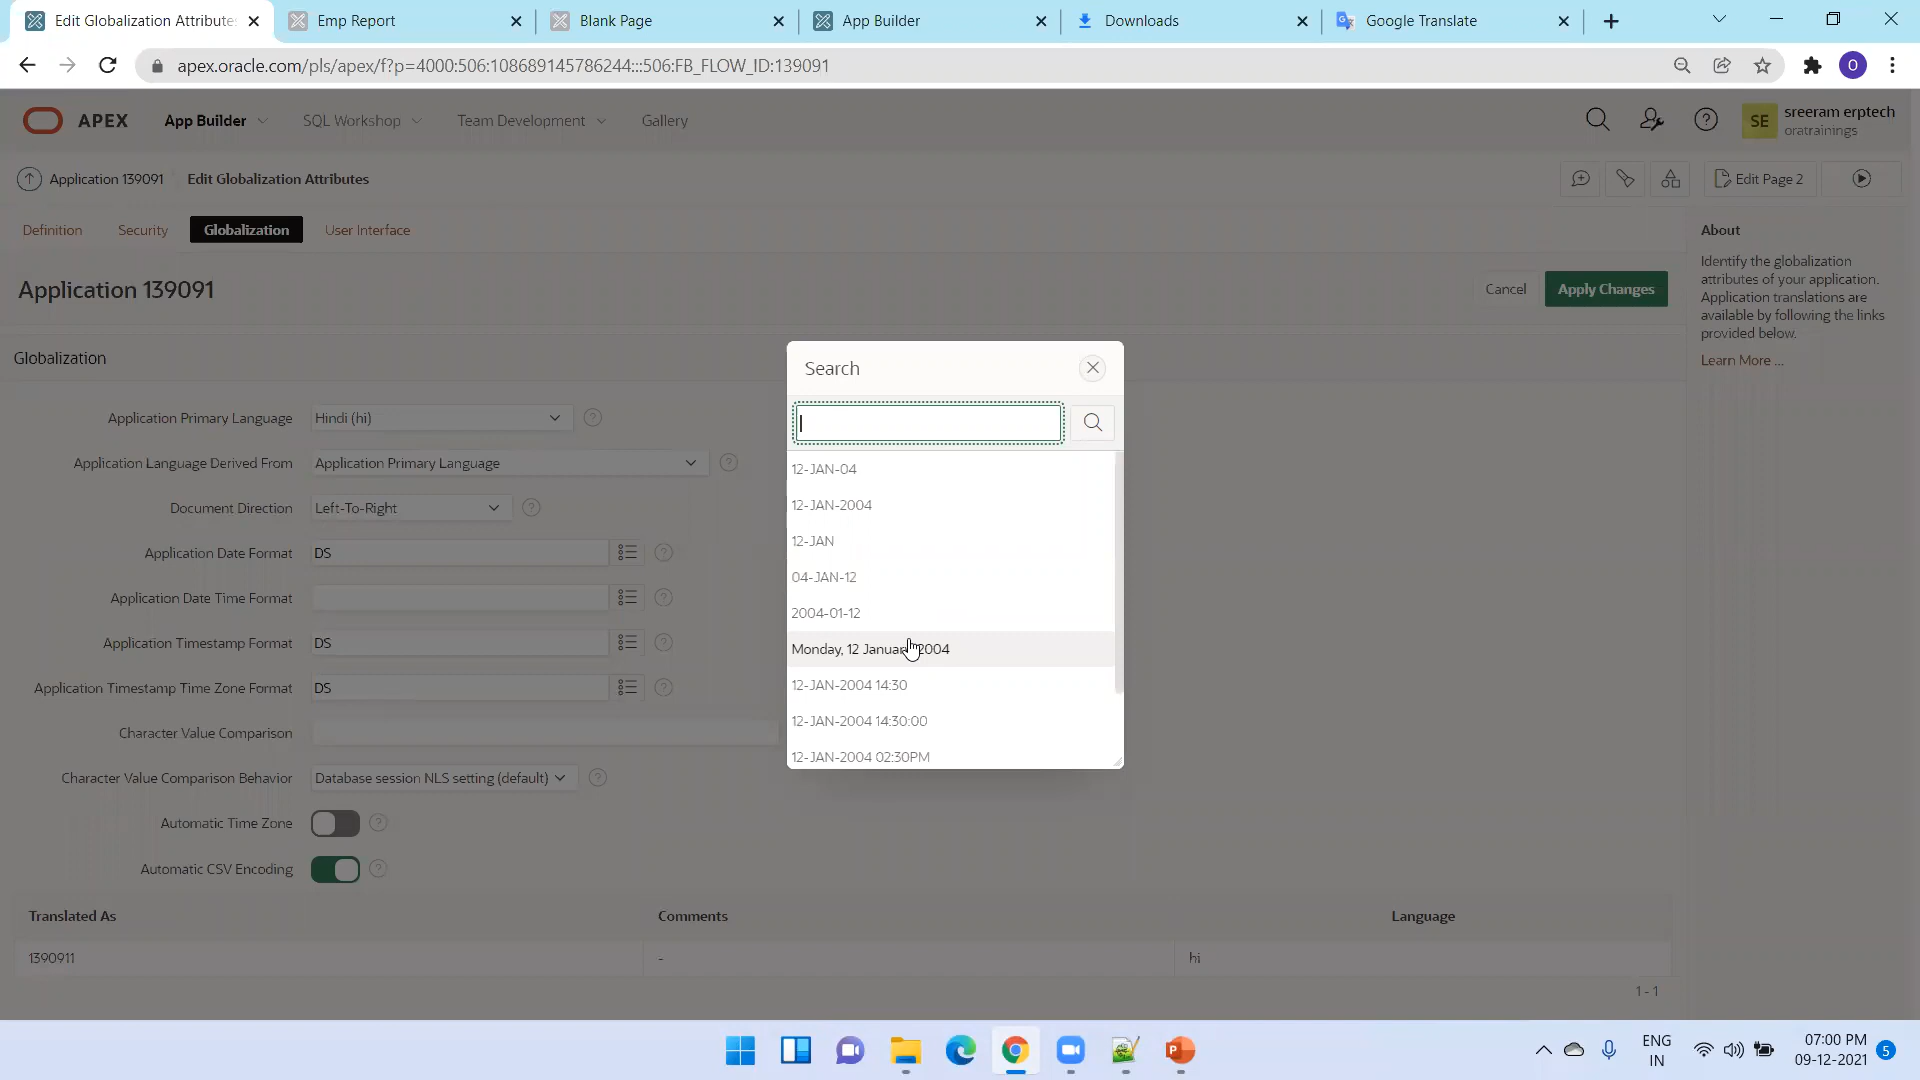 Edit Globalization Attributes
Emp Report
Blank Page
App Builder
Downloads
Google Translate
apex.oracle.com/pls/apex/f?p=4000:506:108689145786244:::506:FB_FLOW_ID:139091
O
APEX
App Builder
SQL Workshop
Team Development
Gallery
SE
sreeram erptech
oratrainings
Application 139091
Edit Globalization Attributes
Edit Page 2
Definition
Security
Globalization
User Interface
Application 139091
Cancel
Apply Changes
About
Identify the globalization
attributes of your application.
Application translations are
available by following the links
provided below.
Learn More ...
Globalization
Application Primary Language
Hindi (hi)
Application Language Derived From
Application Primary Language
Document Direction
Left-To-Right
Application Date Format
DS
Application Date Time Format
Application Timestamp Format
DS
Application Timestamp Time Zone Format
DS
Character Value Comparison
Character Value Comparison Behavior
Database session NLS setting (default)
Automatic Time Zone
Automatic CSV Encoding
Search
12-JAN-04
12-JAN-2004
12-JAN
04-JAN-12
2004-01-12
Monday, 12 January, 2004
12-JAN-2004 14:30
12-JAN-2004 14:30:00
12-JAN-2004 02:30PM
Translated As
Comments
Language
1390911
-
hi
1 - 1
ENG
IN
07:00 PM
09-12-2021
5